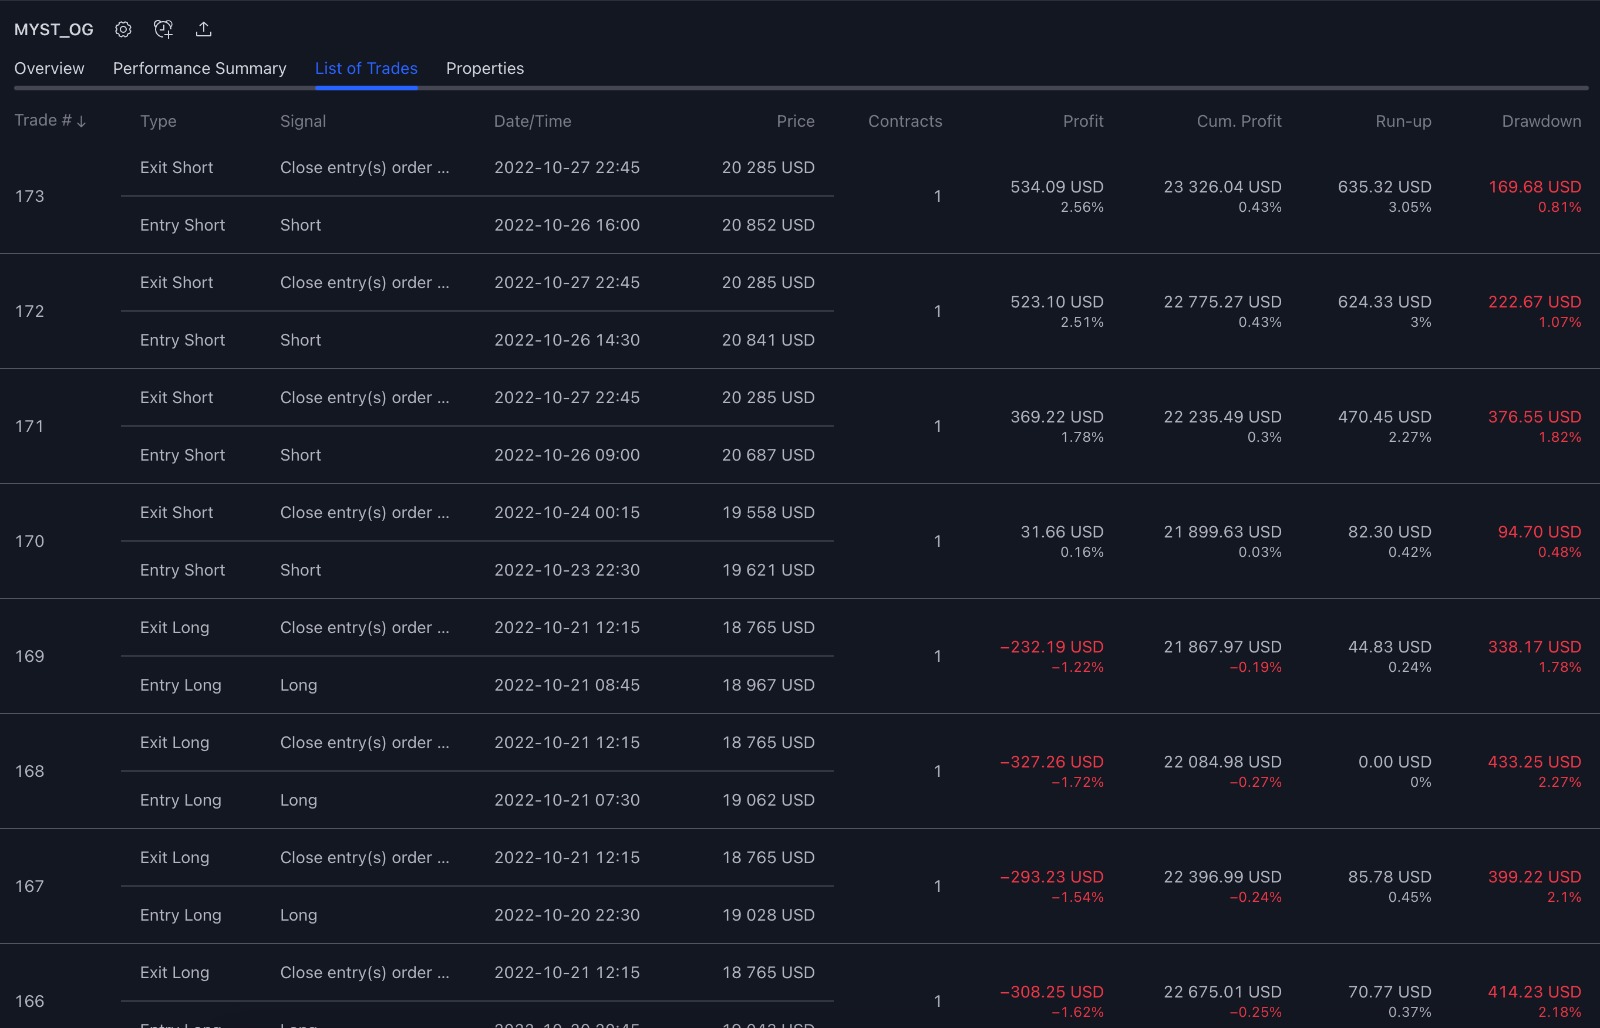 MYST_OG
Overview Performance Summary List of Trades Properties
Trade # ↓ Type Signal Date/Time Price Contracts Profit Cum. Profit Run-up Drawdown
Exit Short Close entry(s) order ... 2022-10-27 22:45 20 285 USD
173 1 534.09 USD 23 326.04 USD 635.32 USD 169.68 USD
2.56% 0.43% 3.05% 0.81%
Entry Short Short 2022-10-26 16:00 20 852 USD
Exit Short Close entry(s) order ... 2022-10-27 22:45 20 285 USD
172 1 523.10 USD 22 775.27 USD 624.33 USD 222.67 USD
2.51% 0.43% 3% 1.07%
Entry Short Short 2022-10-26 14:30 20 841 USD
Exit Short Close entry(s) order ... 2022-10-27 22:45 20 285 USD
171 1 369.22 USD 22 235.49 USD 470.45 USD 376.55 USD
1.78% 0.3% 2.27% 1.82%
Entry Short Short 2022-10-26 09:00 20 687 USD
Exit Short Close entry(s) order ... 2022-10-24 00:15 19 558 USD
170 1 31.66 USD 21 899.63 USD 82.30 USD 94.70 USD
0.16% 0.03% 0.42% 0.48%
Entry Short Short 2022-10-23 22:30 19 621 USD
Exit Long Close entry(s) order ... 2022-10-21 12:15 18 765 USD
169 1 −232.19 USD 21 867.97 USD 44.83 USD 338.17 USD
−1.22% −0.19% 0.24% 1.78%
Entry Long Long 2022-10-21 08:45 18 967 USD
Exit Long Close entry(s) order ... 2022-10-21 12:15 18 765 USD
168 1 −327.26 USD 22 084.98 USD 0.00 USD 433.25 USD
−1.72% −0.27% 0% 2.27%
Entry Long Long 2022-10-21 07:30 19 062 USD
Exit Long Close entry(s) order ... 2022-10-21 12:15 18 765 USD
167 1 −293.23 USD 22 396.99 USD 85.78 USD 399.22 USD
−1.54% −0.24% 0.45% 2.1%
Entry Long Long 2022-10-20 22:30 19 028 USD
Exit Long Close entry(s) order ... 2022-10-21 12:15 18 765 USD
166 1 −308.25 USD 22 675.01 USD 70.77 USD 414.23 USD
−1.62% −0.25% 0.37% 2.18%